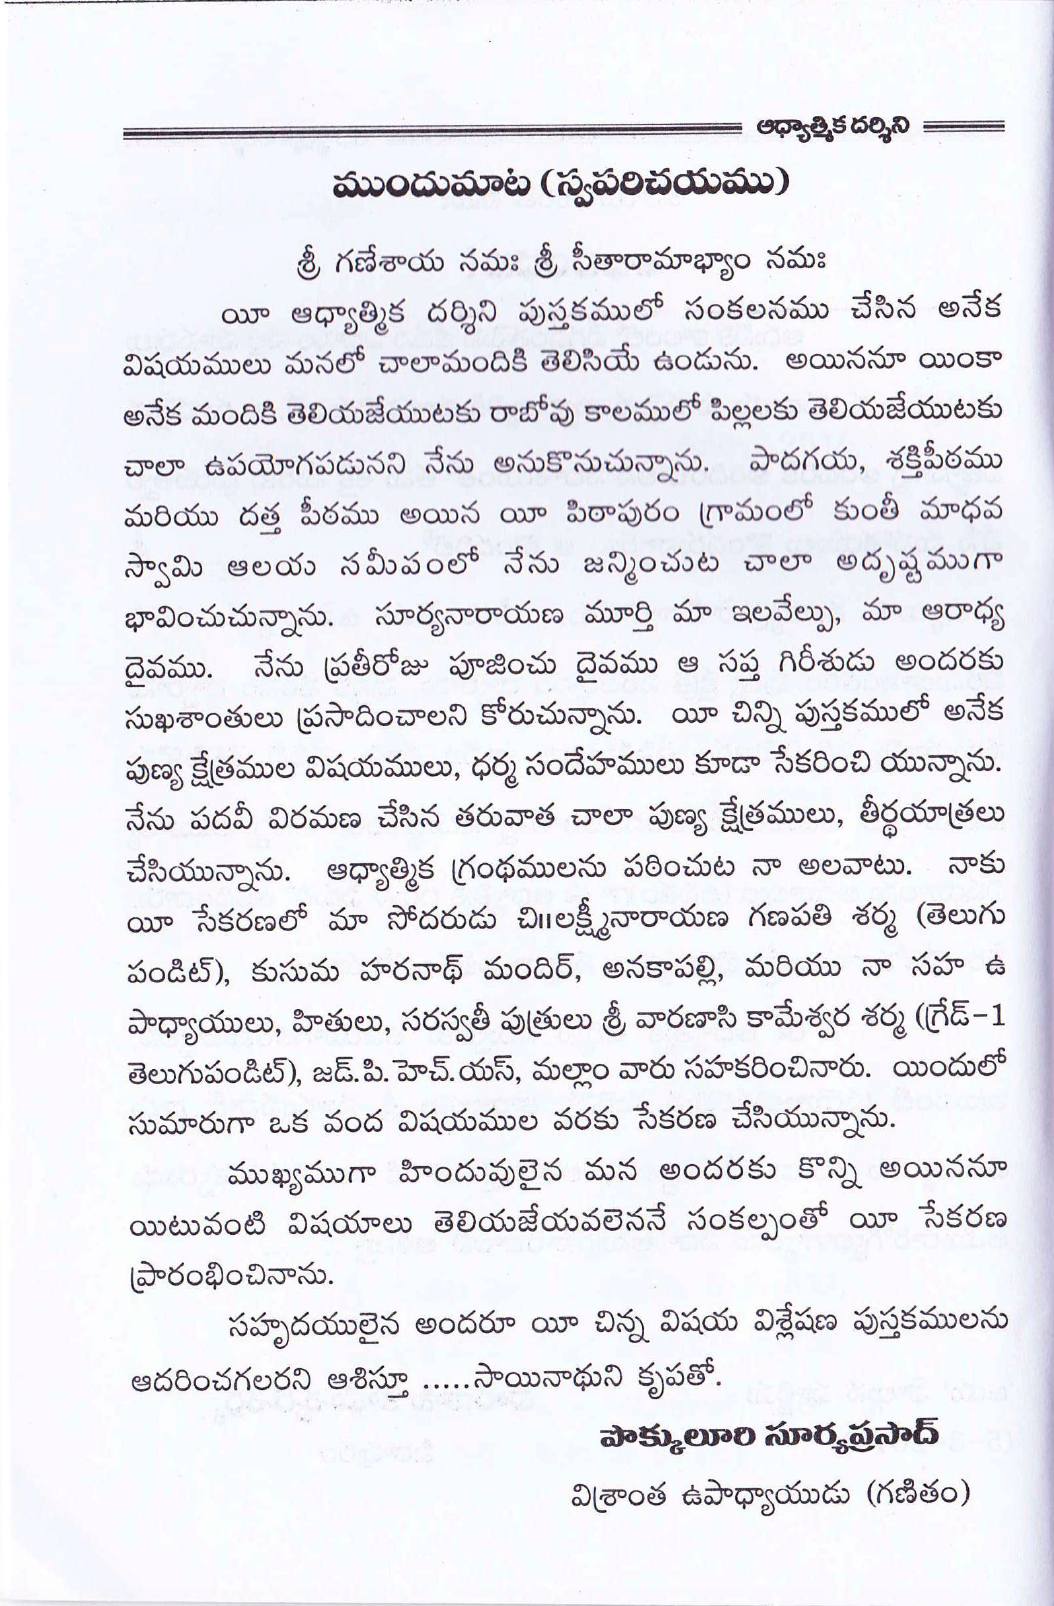 ఆధ్యాత్మిక దర్శిని
ముందుమాట (స్వపరిచయము)
శ్రీ గణేశాయ నమః శ్రీ సీతారామాభ్యాం నమః
యీ ఆధ్యాత్మిక దర్శిని పుస్తకములో సంకలనము చేసిన అనేక
విషయములు మనలో చాలామందికి తెలిసియే ఉండును. అయిననూ యింకా
అనేక మందికి తెలియజేయుటకు రాబోవు కాలములో పిల్లలకు తెలియజేయుటకు
చాలా ఉపయోగపడునని నేను అనుకొనుచున్నాను. పాదగయ, శక్తిపీఠము
మరియు దత్త పీఠము అయిన యీ పిఠాపురం గ్రామంలో కుంతీ మాధవ
స్వామి ఆలయ సమీపంలో నేను జన్మించుట చాలా అదృష్టముగా
భావించుచున్నాను. సూర్యనారాయణ మూర్తి మా ఇలవేల్పు, మా ఆరాధ్య
దైవము. నేను ప్రతీరోజు పూజించు దైవము ఆ సప్త గిరీశుడు అందరకు
సుఖశాంతులు ప్రసాదించాలని కోరుచున్నాను. యీ చిన్ని పుస్తకములో అనేక
పుణ్య క్షేత్రముల విషయములు, ధర్మ సందేహములు కూడా సేకరించి యున్నాను.
నేను పదవీ విరమణ చేసిన తరువాత చాలా పుణ్య క్షేత్రములు, తీర్థయాత్రలు
చేసియున్నాను. ఆధ్యాత్మిక గ్రంథములను పఠించుట నా అలవాటు. నాకు
యీ సేకరణలో మా సోదరుడు చి॥లక్ష్మీనారాయణ గణపతి శర్మ (తెలుగు
పండిట్), కుసుమ హరనాథ్ మందిర్, అనకాపల్లి, మరియు నా సహ ఉ
పాధ్యాయులు, హితులు, సరస్వతీ పుత్రులు శ్రీ వారణాసి కామేశ్వర శర్మ (గ్రేడ్-1
తెలుగుపండిట్), జడ్.పి.హెచ్.యస్, మల్లాం వారు సహకరించినారు. యిందులో
సుమారుగా ఒక వంద విషయముల వరకు సేకరణ చేసియున్నాను.
ముఖ్యముగా హిందువులైన మన అందరకు కొన్ని అయిననూ
యిటువంటి విషయాలు తెలియజేయవలెననే సంకల్పంతో యీ సేకరణ
ప్రారంభించినాను.
సహృదయులైన అందరూ యీ చిన్న విషయ విశ్లేషణ పుస్తకములను
ఆదరించగలరని ఆశిస్తూ .....సాయినాథుని కృపతో.
పొక్కులూరి సూర్యప్రసాద్
విశ్రాంత ఉపాధ్యాయుడు (గణితం)